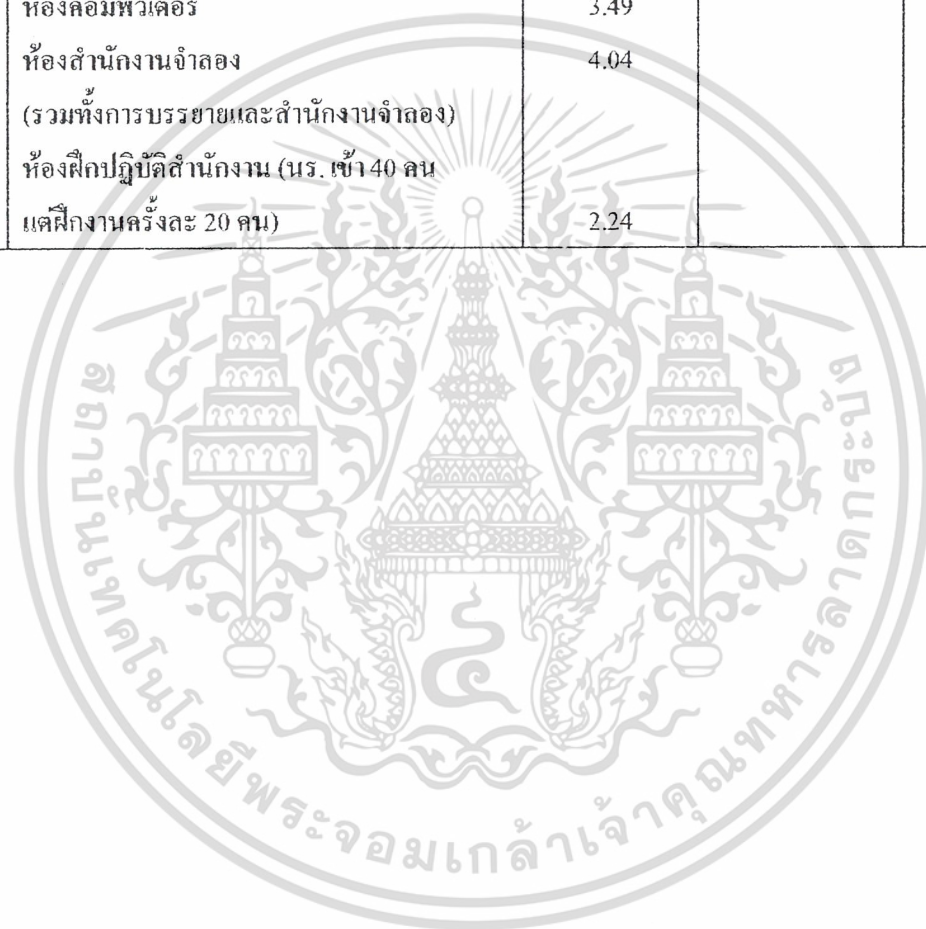 ห้องคอมพิวเตอร์ 3.49
ห้องสำนักงานจำลอง 4.04
(รวมทั้งการบรรยายและสำนักงานจำลอง)
ห้องฝึกปฏิบัติสำนักงาน (นร. เข้า 40 คน
แต่ฝึกงานครั้งละ 20 คน) 2.24
สถาบันเทคโนโลยีพระจอมเกล้าเจ้าคุณทหารลาดกระบัง